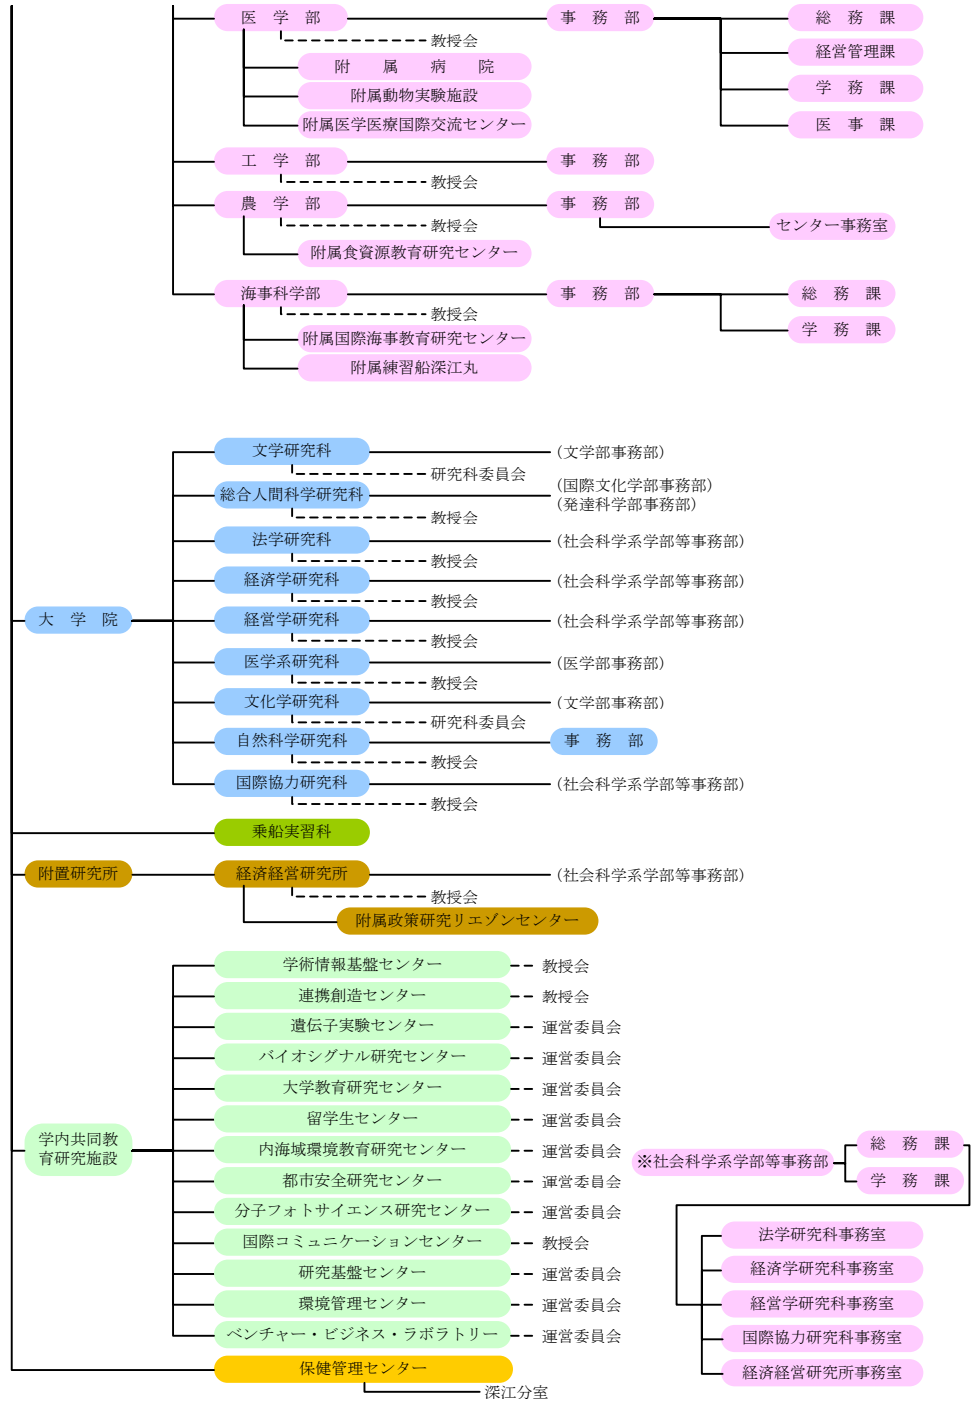 医 学 部
事 務 部
総 務 課
教授会
経営管理課
附 属 病 院
学 務 課
附属動物実験施設
附属医学医療国際交流センター
医 事 課
工 学 部
事 務 部
教授会
農 学 部
事 務 部
教授会
センター事務室
附属食資源教育研究センター
海事科学部
事 務 部
総 務 課
教授会
学 務 課
附属国際海事教育研究センター
附属練習船深江丸
文学研究科
(文学部事務部)
研究科委員会
総合人間科学研究科
(国際文化学部事務部)
(発達科学部事務部)
教授会
法学研究科
(社会科学系学部等事務部)
教授会
経済学研究科
(社会科学系学部等事務部)
教授会
大 学 院
経営学研究科
(社会科学系学部等事務部)
教授会
医学系研究科
(医学部事務部)
教授会
文化学研究科
(文学部事務部)
研究科委員会
自然科学研究科
事 務 部
教授会
国際協力研究科
(社会科学系学部等事務部)
教授会
乗船実習科
附置研究所
経済経営研究所
(社会科学系学部等事務部)
教授会
附属政策研究リエゾンセンター
学術情報基盤センター
教授会
連携創造センター
教授会
遺伝子実験センター
運営委員会
バイオシグナル研究センター
運営委員会
大学教育研究センター
運営委員会
留学生センター
運営委員会
学内共同教
育研究施設
内海域環境教育研究センター
運営委員会
都市安全研究センター
運営委員会
分子フォトサイエンス研究センター
運営委員会
国際コミュニケーションセンター
教授会
研究基盤センター
運営委員会
環境管理センター
運営委員会
ベンチャー・ビジネス・ラボラトリー
運営委員会
※社会科学系学部等事務部
総 務 課
学 務 課
法学研究科事務室
経済学研究科事務室
経営学研究科事務室
国際協力研究科事務室
経済経営研究所事務室
保健管理センター
深江分室